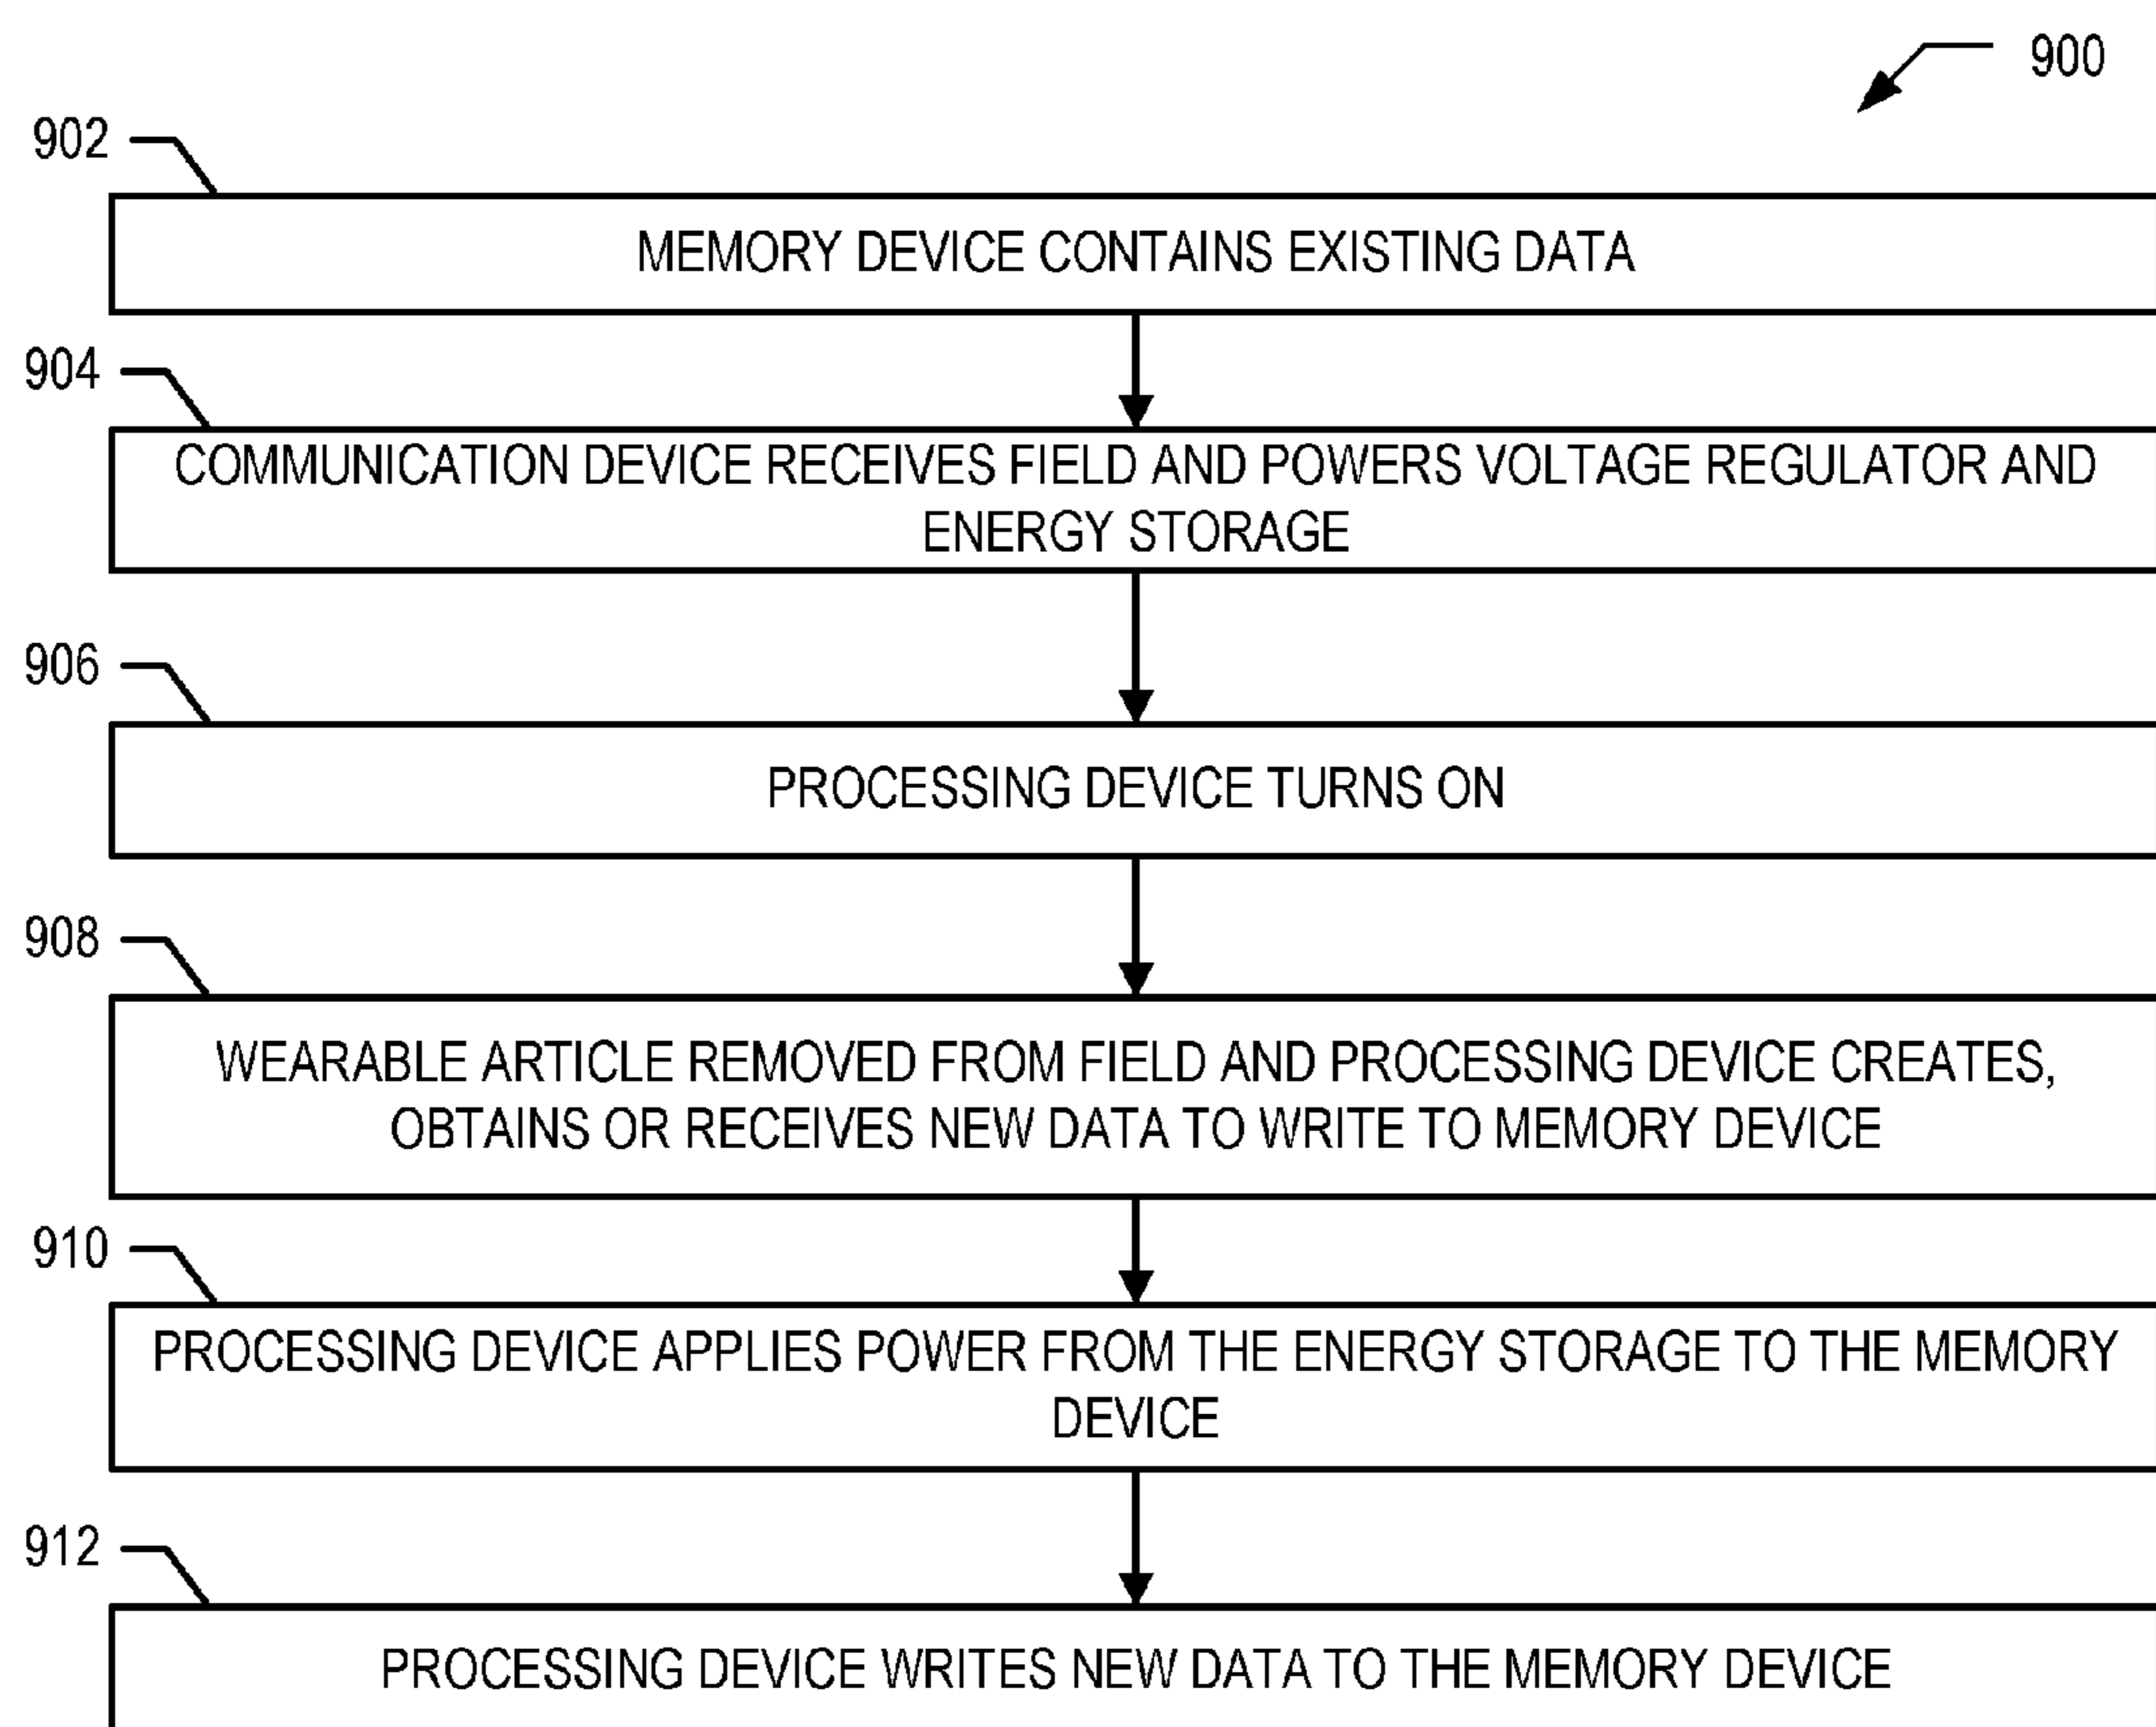 900
902
MEMORY DEVICE CONTAINS EXISTING DATA
904
COMMUNICATION DEVICE RECEIVES FIELD AND POWERS VOLTAGE REGULATOR AND
ENERGY STORAGE
906
PROCESSING DEVICE TURNS ON
908
WEARABLE ARTICLE REMOVED FROM FIELD AND PROCESSING DEVICE CREATES,
OBTAINS OR RECEIVES NEW DATA TO WRITE TO MEMORY DEVICE
910
PROCESSING DEVICE APPLIES POWER FROM THE ENERGY STORAGE TO THE MEMORY
DEVICE
912
PROCESSING DEVICE WRITES NEW DATA TO THE MEMORY DEVICE